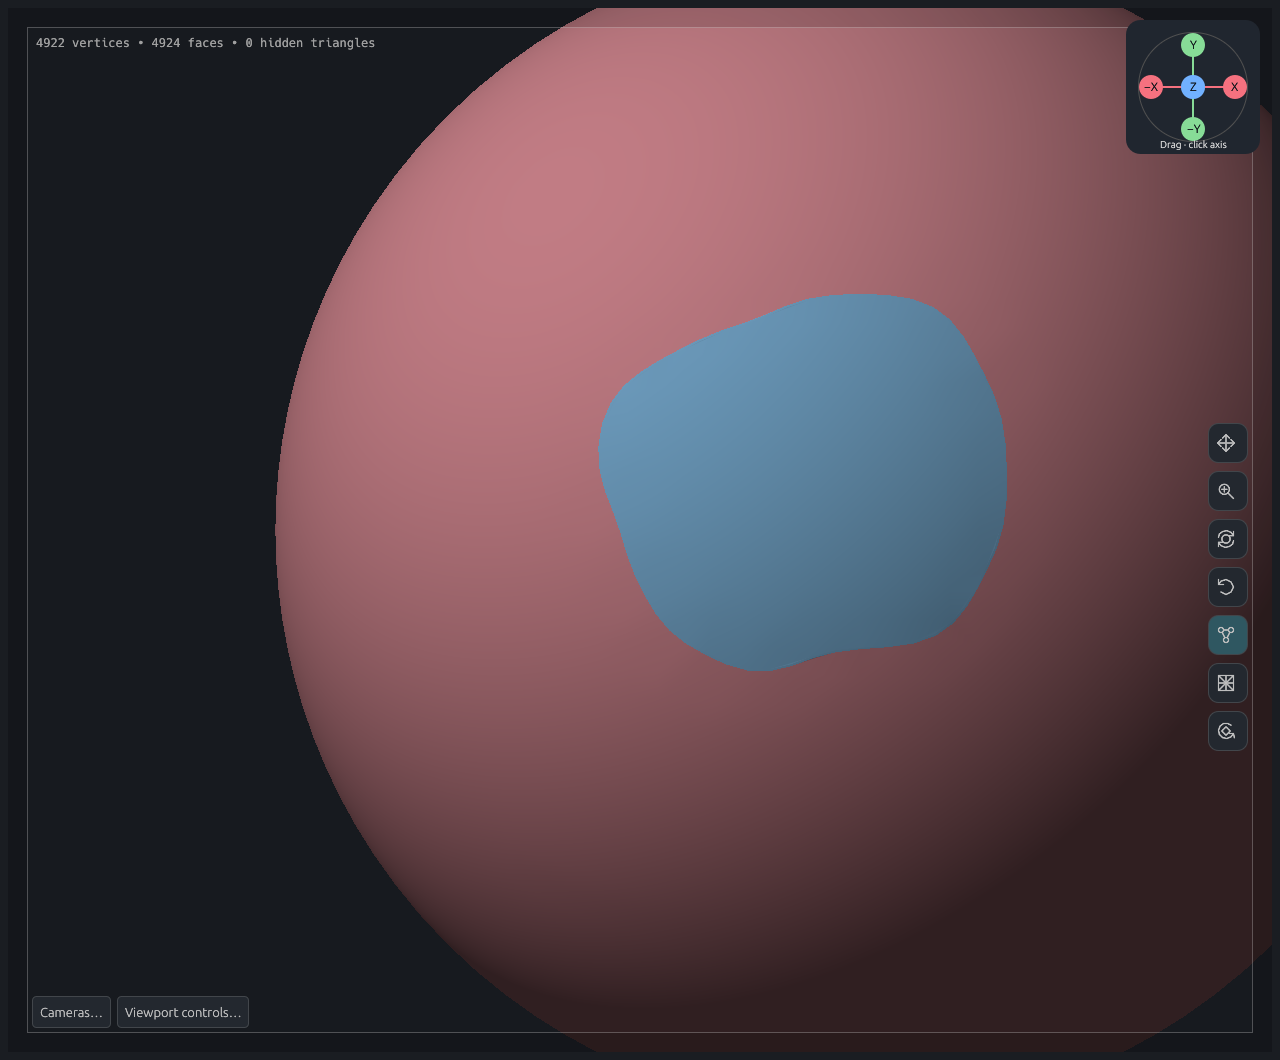 4922 vertices • 4924 faces • 0 hidden triangles
Y
−X Z X
−Y
Drag · click axis
Cameras… Viewport controls…